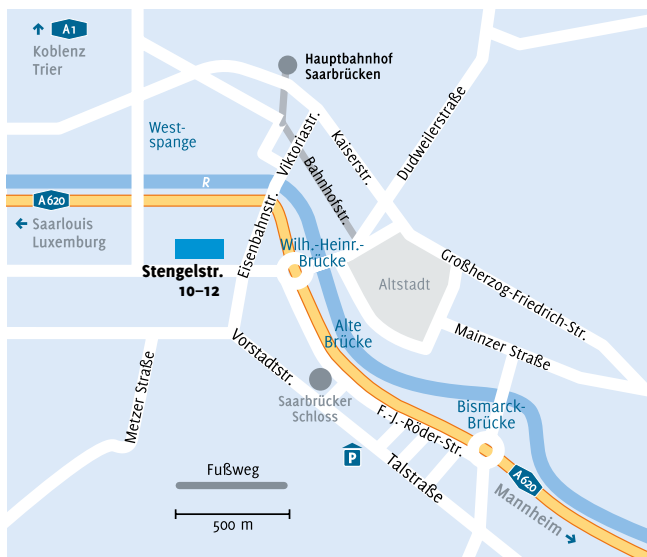 A1
Koblenz
Trier
Hauptbahnhof
Saarbrücken
West-
spange
Viktoriastr.
Kaiserstr.
Bahnhofstr.
Dudweilerstraße
R
A620
Saarlouis
Luxemburg
Eisenbahnstr.
Wilh.-Heinr.-
Brücke
Stengelstr.
10–12
Altstadt
Großherzog-Friedrich-Str.
Alte
Brücke
Mainzer Straße
Vorstadtstr.
Metzer Straße
Saarbrücker
Schloss
F.-J.-Röder-Str.
Bismarck-
Brücke
P
Talstraße
A620
Mannheim
Fußweg
500 m